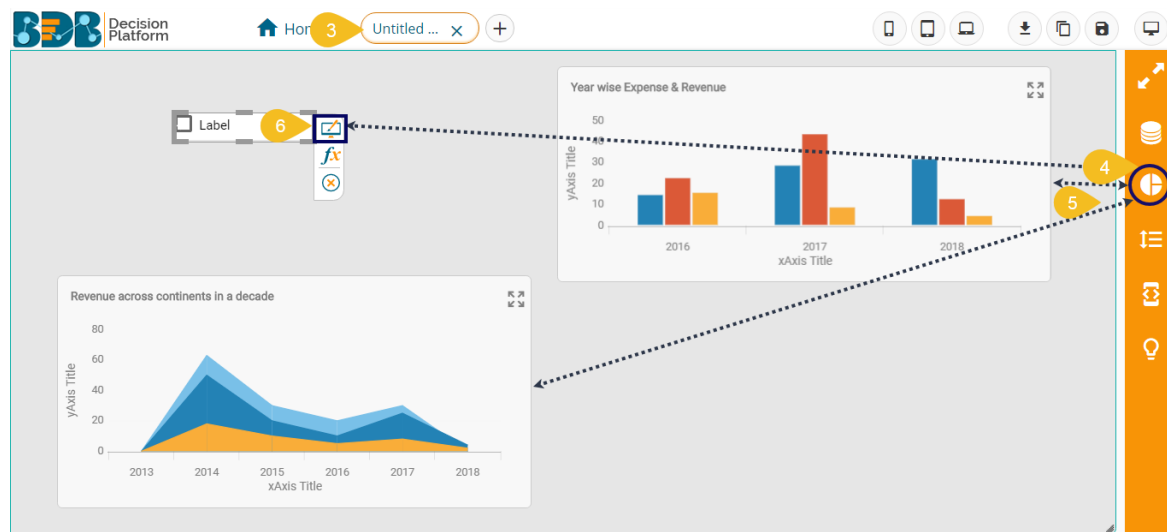 BDB Decision
Platform
Hom
3
Untitled ...
4
5
6
Label
fx
Year wise Expense & Revenue
50
40
30
20
10
0
yAxis Title
2016
2017
2018
xAxis Title
Revenue across continents in a decade
80
60
40
20
0
yAxis Title
2013
2014
2015
2016
2017
2018
xAxis Title